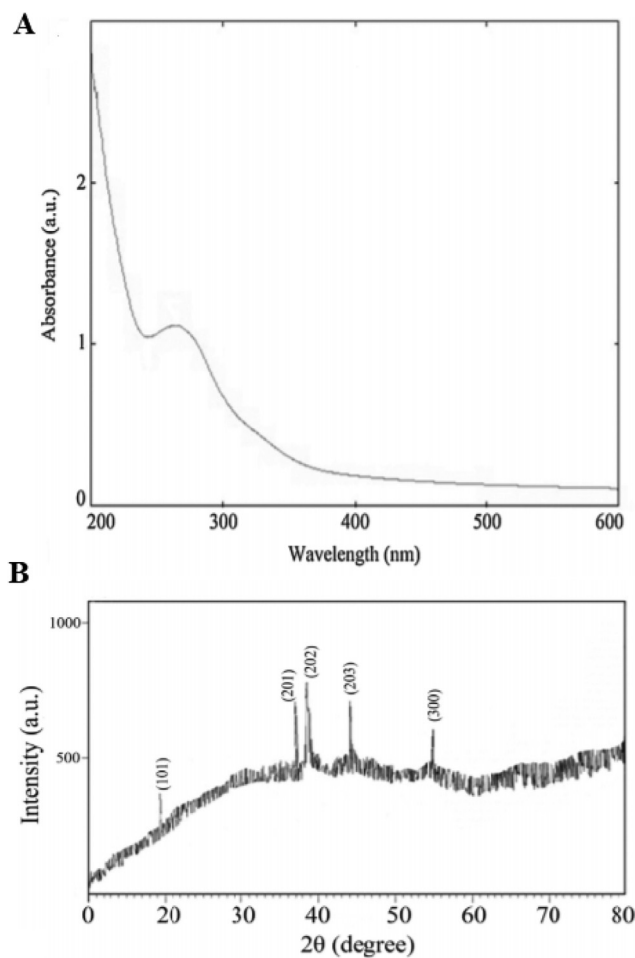 A
2
1
0
Absorbance (a.u.)
200 300 400 500 600
Wavelength (nm)
B
1000
500
Intensity (a.u.)
(101)
(201)
(202)
(203)
(300)
0 20 30 40 50 60 70 80
2θ (degree)